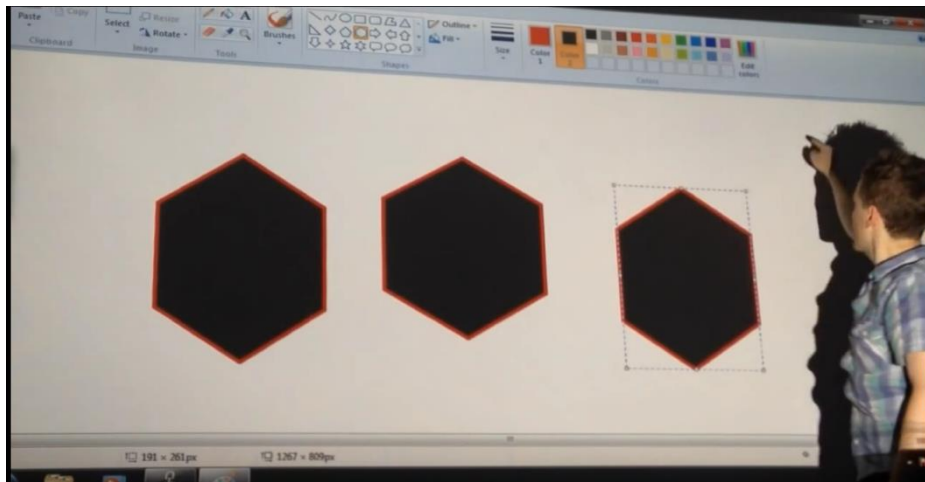 Paste
Copy
Clipboard
Select
Resize
Rotate
Image
A
Tools
Brushes
Shapes
Outline
Fill
Size
Color
1
Color
Edit
colors
Colors
191 × 261px
1267 × 809px